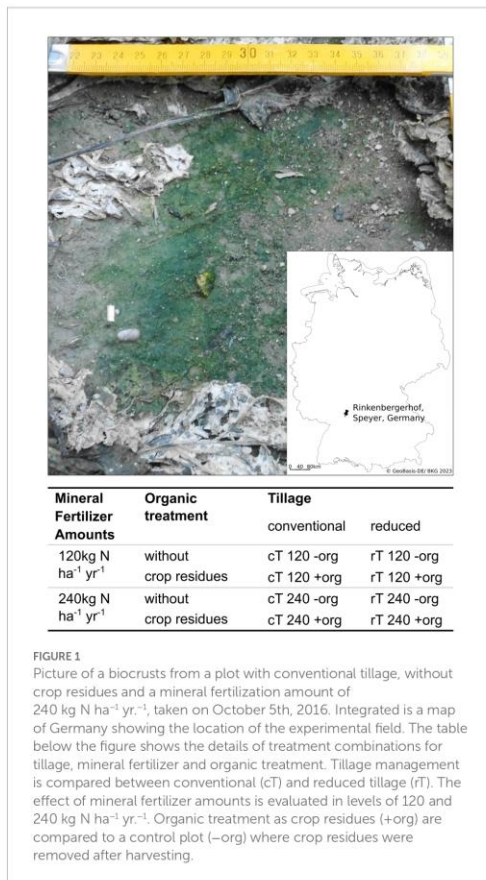 22 23 24 25 26 27 28 29 30 31 32 33 34 35 36 37 38
Rinkenbergerhof,
Speyer, Germany
0 40 80km
© GeoBasis-DE/ BKG 2023
Mineral Fertilizer Amounts Organic treatment Tillage
conventional reduced
120kg N ha⁻¹ yr⁻¹ without cT 120 -org rT 120 -org
crop residues cT 120 +org rT 120 +org
240kg N ha⁻¹ yr⁻¹ without cT 240 -org rT 240 -org
crop residues cT 240 +org rT 240 +org
FIGURE 1
Picture of a biocrusts from a plot with conventional tillage, without
crop residues and a mineral fertilization amount of
240 kg N ha⁻¹ yr.⁻¹, taken on October 5th, 2016. Integrated is a map
of Germany showing the location of the experimental field. The table
below the figure shows the details of treatment combinations for
tillage, mineral fertilizer and organic treatment. Tillage management
is compared between conventional (cT) and reduced tillage (rT). The
effect of mineral fertilizer amounts is evaluated in levels of 120 and
240 kg N ha⁻¹ yr.⁻¹. Organic treatment as crop residues (+org) are
compared to a control plot (−org) where crop residues were
removed after harvesting.